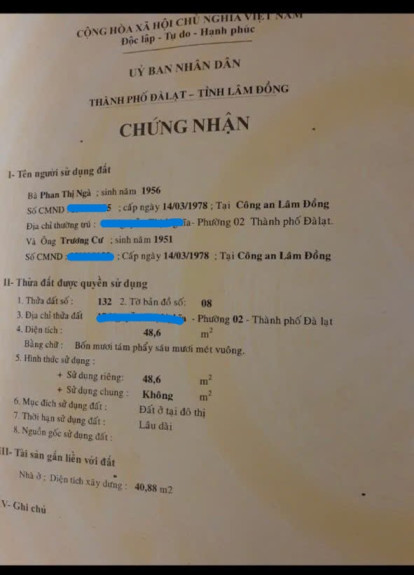 CỘNG HÒA XÃ HỘI CHỦ NGHĨA VIỆT NAM
Độc lập - Tự do - Hạnh phúc
UỶ BAN NHÂN DÂN
THÀNH PHỐ ĐÀLẠT – TỈNH LÂM ĐỒNG
CHỨNG NHẬN
I- Tên người sử dụng đất
Bà Phan Thị Ngà ; sinh năm 1956
Số CMND 5 ; cấp ngày 14/03/1978 ; Tại Công an Lâm Đồng
Địa chỉ thường trú : ĩa- Phường 02 Thành phố Đàlạt.
Và Ông Trương Cư ; sinh năm 1951
Số CMND : ; Cấp ngày 14/03/1978 ; Tại Công an Lâm Đồng
II- Thửa đất được quyền sử dụng
1. Thửa đất số : 132 2. Tờ bản đồ số: 08
3. Địa chỉ thửa đất - Phường 02 - Thành phố Đà lạt
4. Diện tích : 48,6 m2
Bằng chữ : Bốn mươi tám phẩy sáu mươi mét vuông.
5. Hình thức sử dụng :
+ Sử dụng riêng: 48,6 m2
+ Sử dụng chung : Không m2
6. Mục đích sử dụng đất : Đất ở tại đô thị
7. Thời hạn sử dụng đất : Lâu dài
8. Nguồn gốc sử dụng đất :
III- Tài sản gắn liền với đất
Nhà ở : Diện tích xây dựng : 40,88 m2
V- Ghi chú